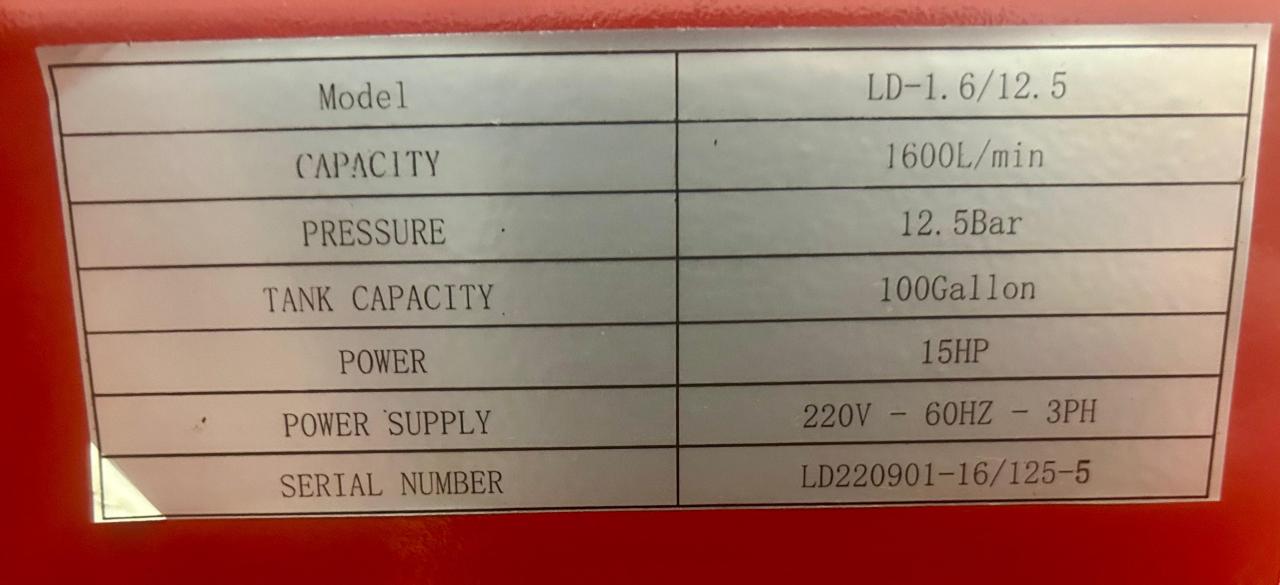 Model LD-1.6/12.5
CAPACITY 1600L/min
PRESSURE 12.5Bar
TANK CAPACITY 100Gallon
POWER 15HP
POWER SUPPLY 220V - 60HZ - 3PH
SERIAL NUMBER LD220901-16/125-5